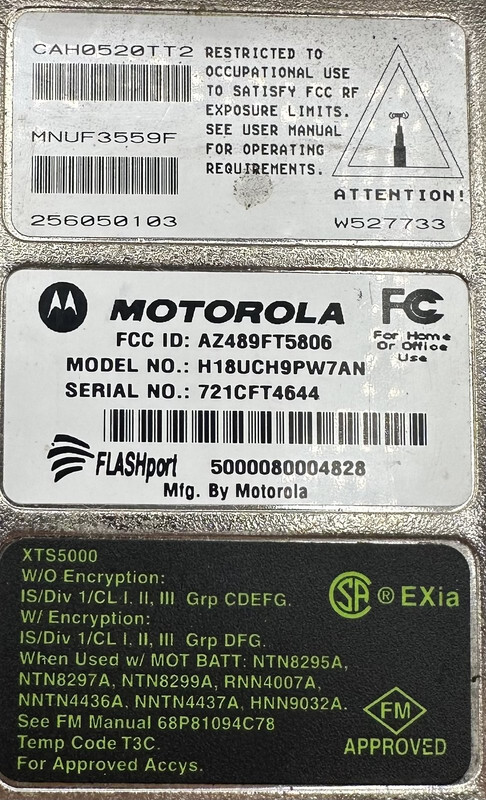 CAH0520TT2
MNUF3559F
256050103
RESTRICTED TO
OCCUPATIONAL USE
TO SATISFY FCC RF
EXPOSURE LIMITS.
SEE USER MANUAL
FOR OPERATING
REQUIREMENTS.
ATTENTION!
W527733
MOTOROLA
FC
For Home
Or Office
Use
FCC ID: AZ489FT5806
MODEL NO.: H18UCH9PW7AN
SERIAL NO.: 721CFT4644
FLASHport 5000080004828
Mfg. By Motorola
XTS5000
W/O Encryption:
IS/Div 1/CL I. II, III Grp CDEFG.
W/ Encryption:
IS/Div 1/CL I. II, III Grp DFG.
When Used w/ MOT BATT: NTN8295A,
NTN8297A, NTN8299A, RNN4007A,
NNTN4436A, NNTN4437A, HNN9032A.
See FM Manual 68P81094C78
Temp Code T3C.
For Approved Accys.
SA ® EXia
FM
APPROVED